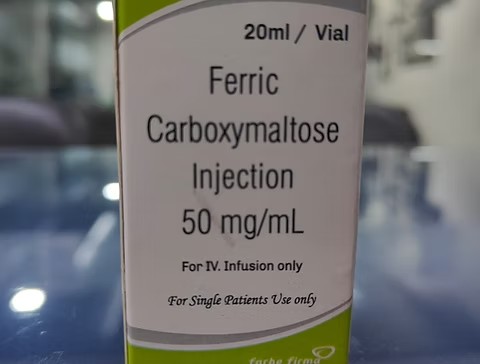 20ml / Vial
Ferric
Carboxymaltose
Injection
50 mg/mL
For IV. Infusion only
For Single Patients Use only